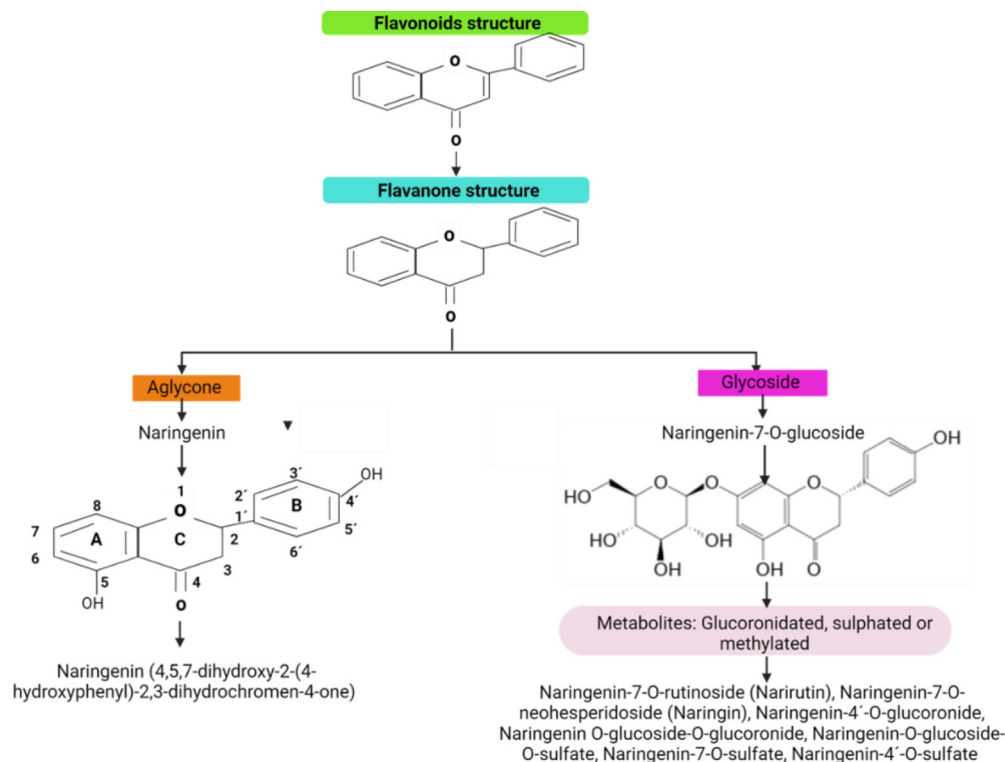 Flavonoids structure
O
O
Flavanone structure
O
O
Aglycone
Glycoside
Naringenin
Naringenin-7-O-glucoside
1
O
8
7
A
6
5
OH
C
2
3
4
O
1´
2´
3´
B
OH
4´
5´
6´
HO
O
O
HO
OH
OH
O
OH
O
OH
Naringenin (4,5,7-dihydroxy-2-(4-
hydroxyphenyl)-2,3-dihydrochromen-4-one)
Metabolites: Glucoronidated, sulphated or
methylated
Naringenin-7-O-rutinoside (Narirutin), Naringenin-7-O-
neohesperidoside (Naringin), Naringenin-4´-O-glucoronide,
Naringenin O-glucoside-O-glucoronide, Naringenin-O-glucoside-
O-sulfate, Naringenin-7-O-sulfate, Naringenin-4´-O-sulfate